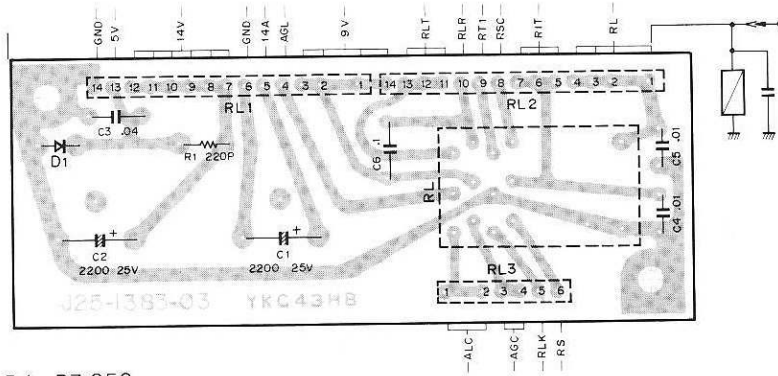 GND
5V
14V
GND
14A
AGL
9V
RLT
RLR
RT1
RSC
RIT
RL
14 13 12 11 10 9 8 7 6 5 4 3 2 1
14 13 12 11 10 9 8 7 6 5 4 3 2 1
RL1
RL2
C3 .04
D1
R1 220P
C6 .1
RL
C5 .01
C4 .01
C2
2200 25V
C1
2200 25V
RL3
1 2 3 4 5 6
J25-1383-03 YKC43HB
ALC
AGC
RLK
RS